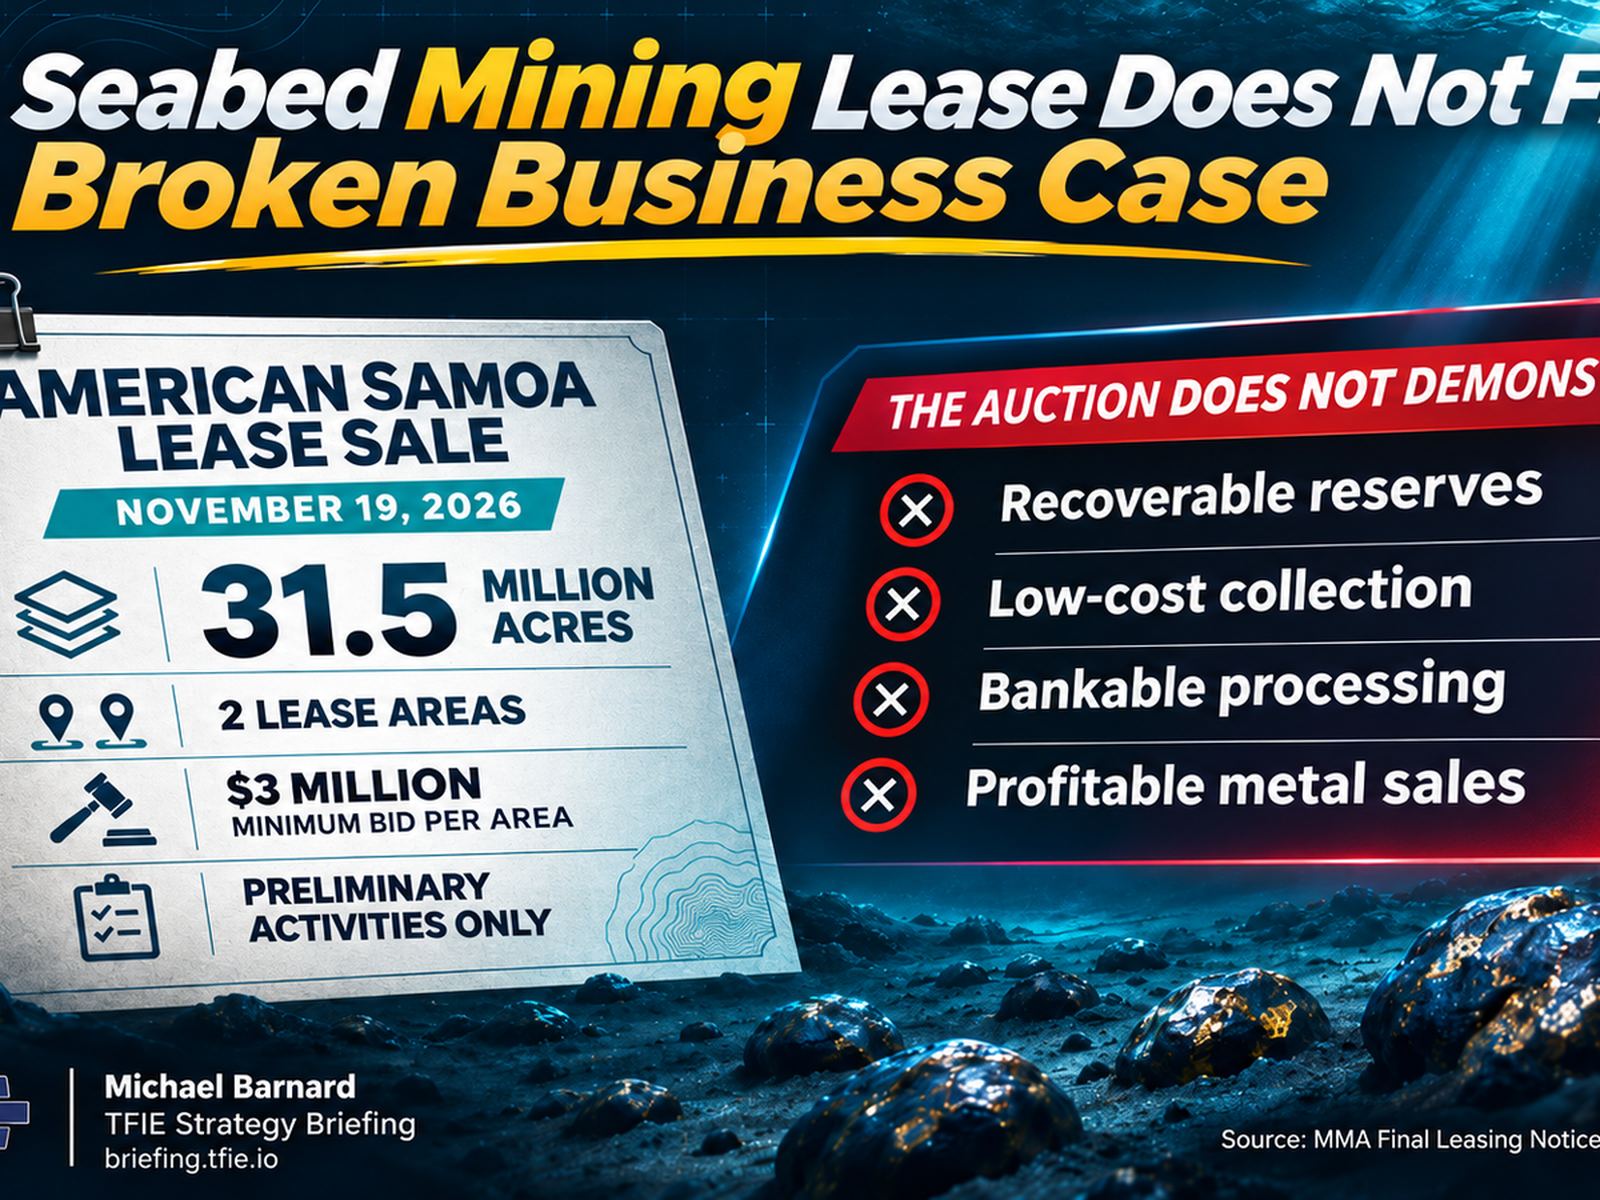 Seabed Mining Lease Does Not
Broken Business Case
AMERICAN SAMOA
LEASE SALE
NOVEMBER 19, 2026
31.5 MILLION
ACRES
2 LEASE AREAS
$3 MILLION
MINIMUM BID PER AREA
PRELIMINARY
ACTIVITIES ONLY
THE AUCTION DOES NOT DEMONS
Recoverable reserves
Low-cost collection
Bankable processing
Profitable metal sales
Michael Barnard
TFIE Strategy Briefing
briefing.tfie.io
Source: MMA Final Leasing Notice